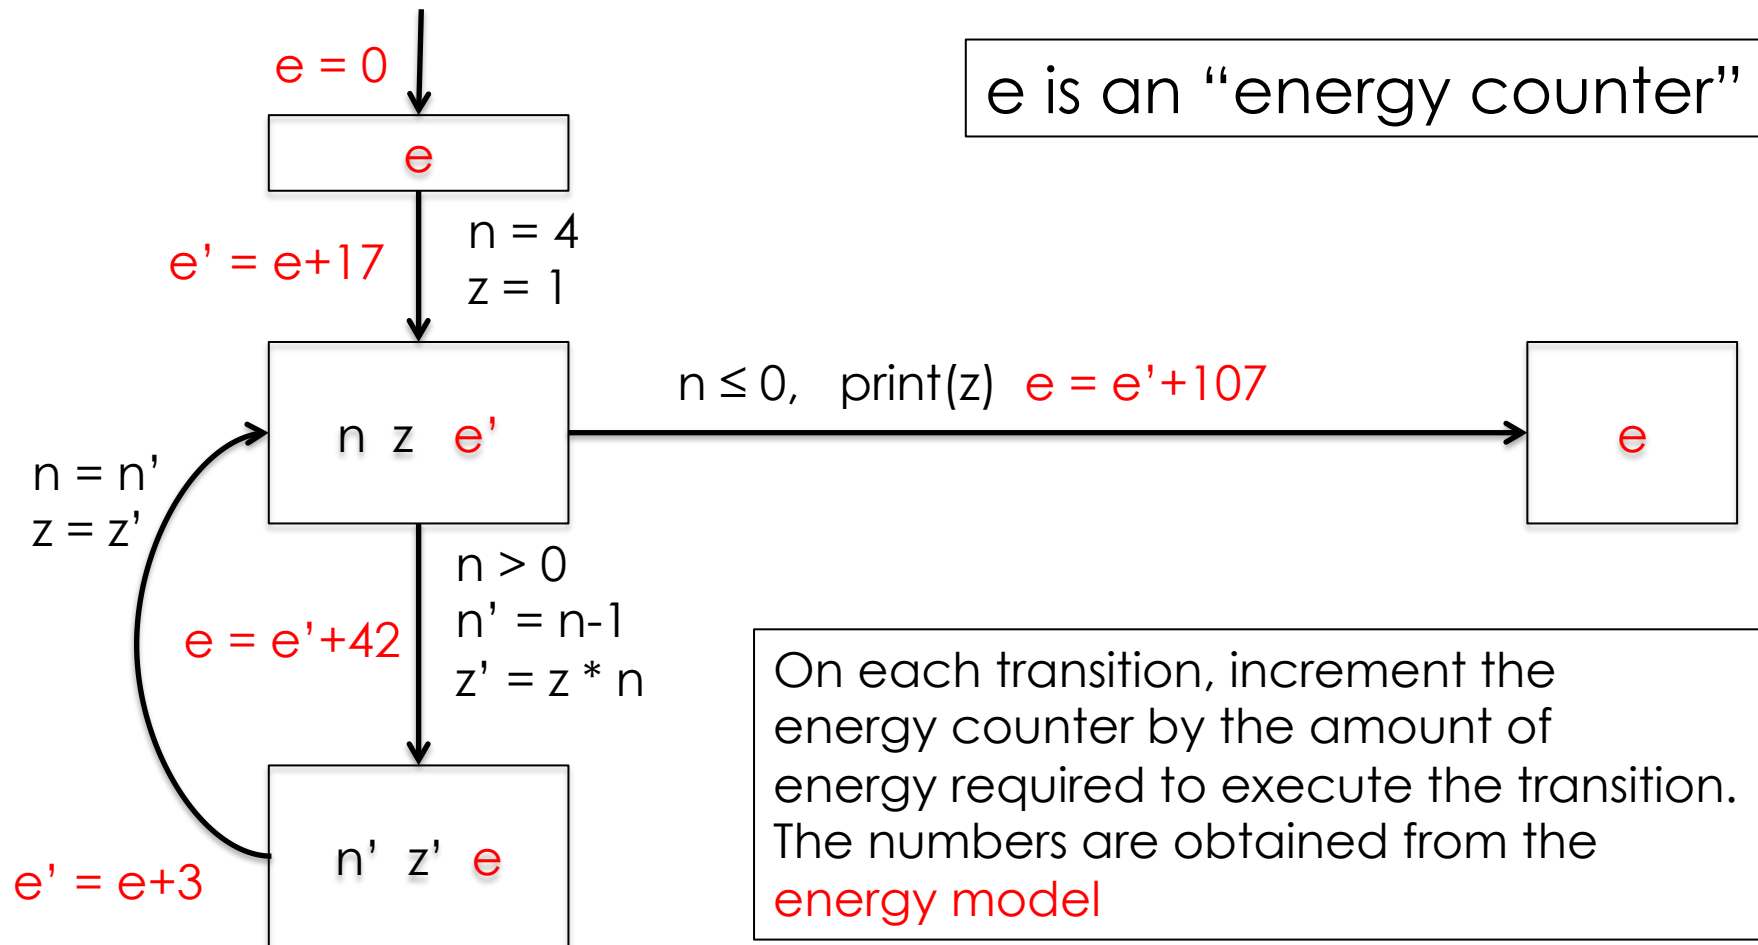 e = 0
e is an “energy counter”
e
e’ = e+17
n = 4
z = 1
n ≤ 0, print(z) e = e’+107
n z e’
e
n = n’
z = z’
n > 0
n’ = n-1
z’ = z * n
e = e’+42
On each transition, increment the
energy counter by the amount of
energy required to execute the transition.
The numbers are obtained from the
energy model
n’ z’ e
e’ = e+3